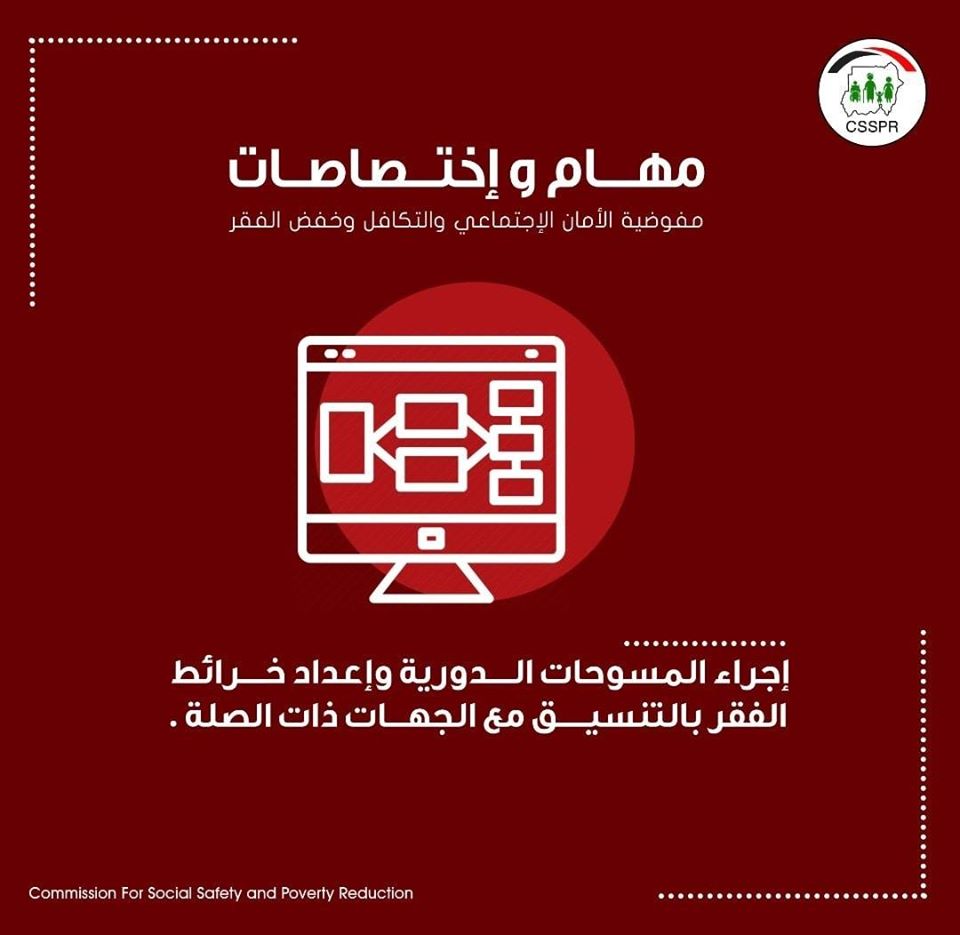 CSSPR
مهام و إختصاصات
مفوضية الأمان الإجتماعي والتكافل وخفض الفقر
إجراء المسوحات الدورية وإعداد خرائط
الفقر بالتنسيق مع الجهات ذات الصلة .
Commission For Social Safety and Poverty Reduction